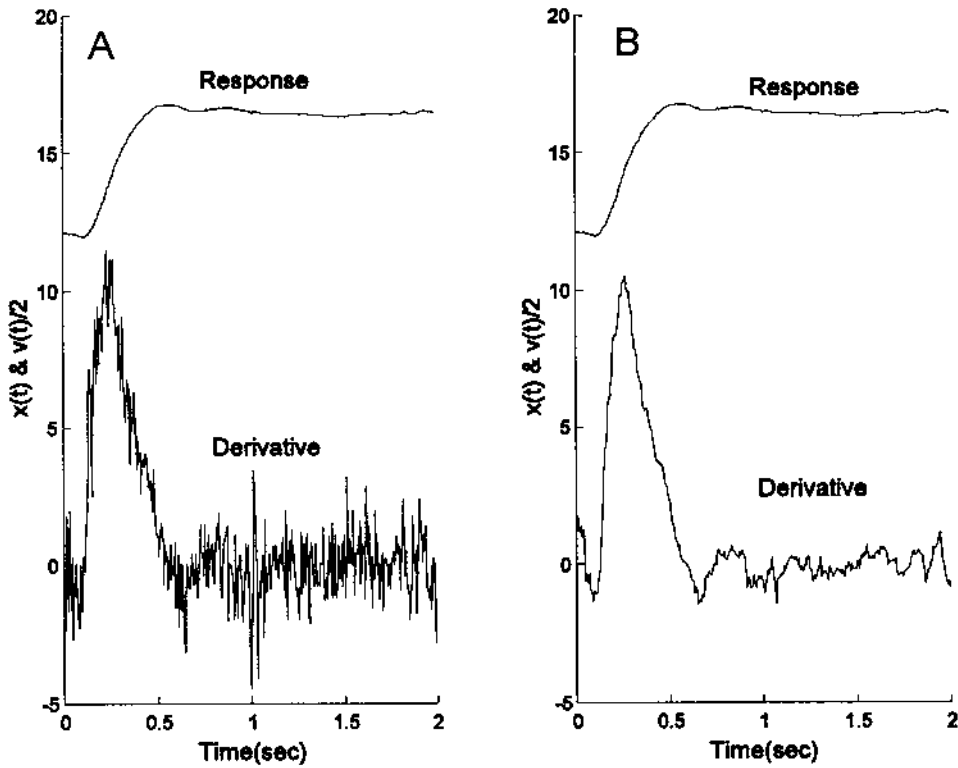 A
20
15
10
5
0
-5
x(t) & v(t)/2
Response
Derivative
0
0.5
1
1.5
2
Time(sec)
B
20
15
10
5
0
-5
x(t) & v(t)/2
Response
Derivative
0
0.5
1
1.5
2
Time(sec)